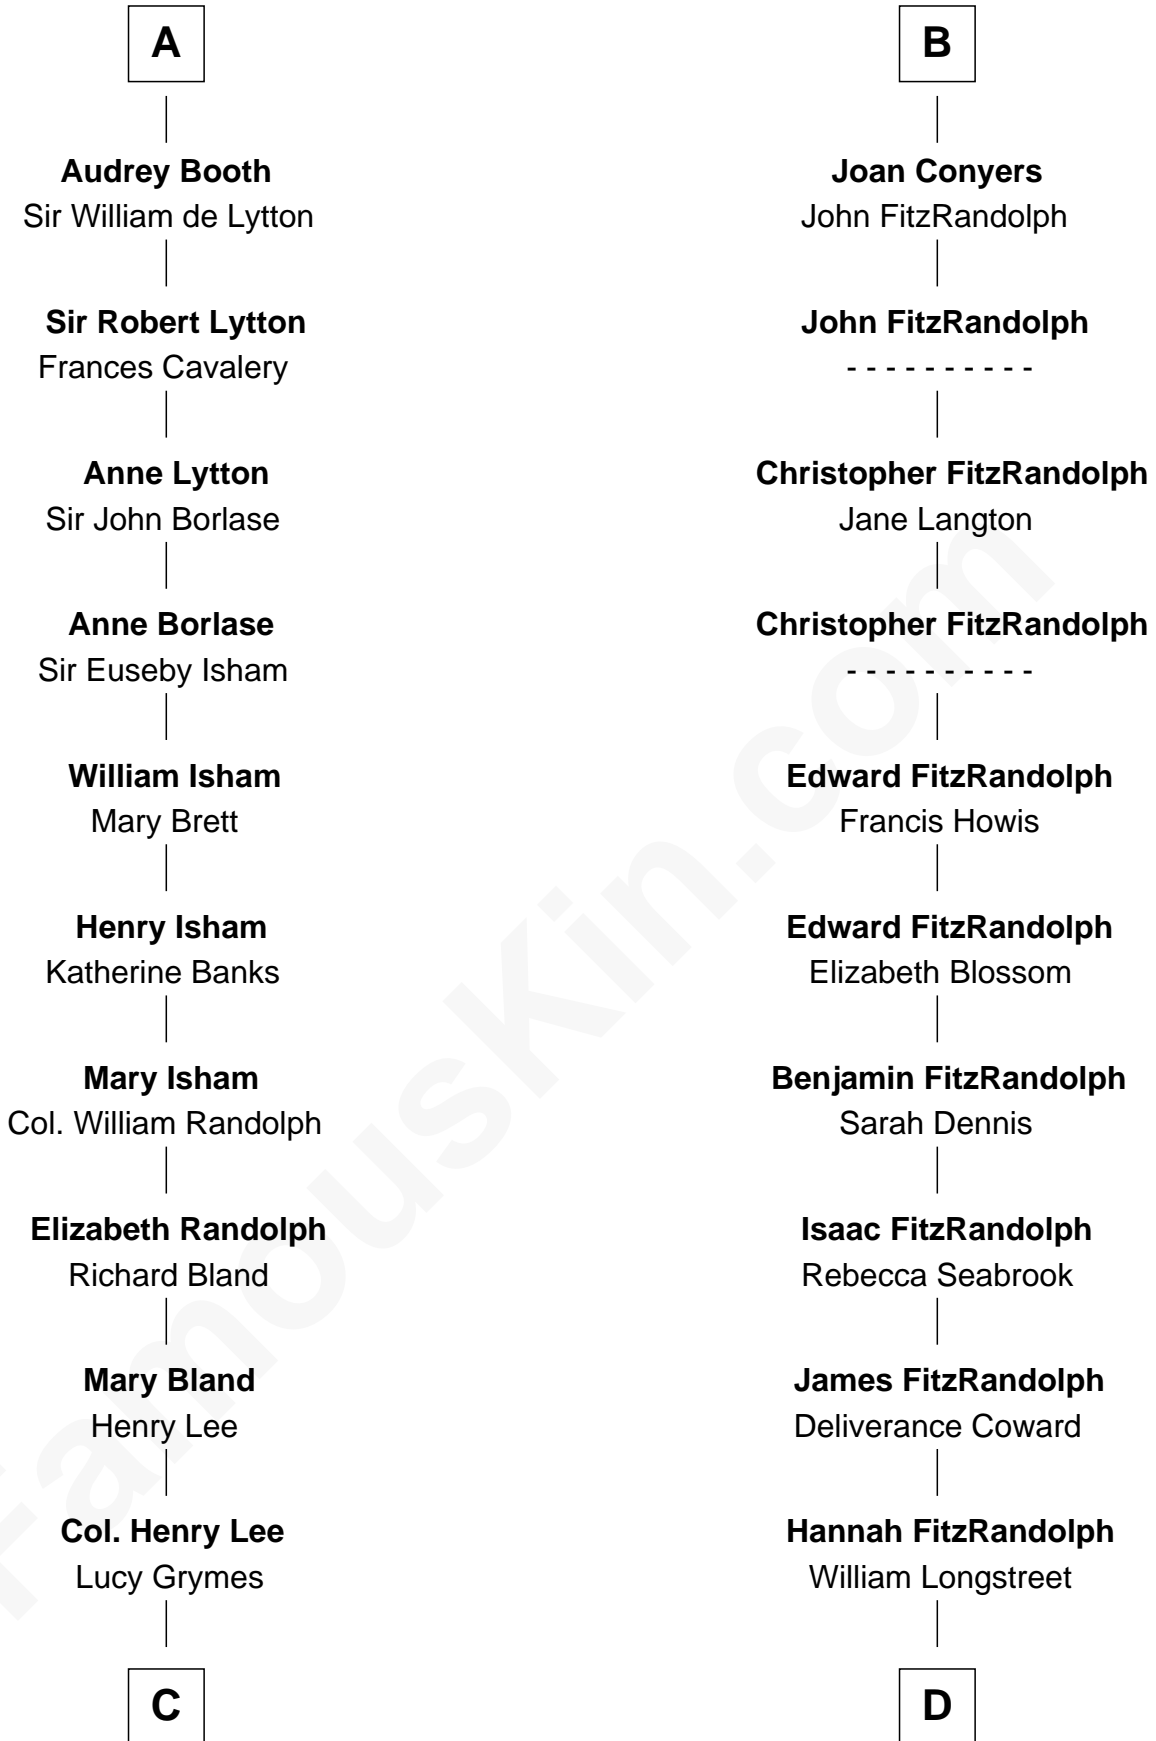 A
Audrey Booth
Sir William de Lytton
Sir Robert Lytton
Frances Cavalery
Anne Lytton
Sir John Borlase
Anne Borlase
Sir Euseby Isham
William Isham
Mary Brett
Henry Isham
Katherine Banks
Mary Isham
Col. William Randolph
Elizabeth Randolph
Richard Bland
Mary Bland
Henry Lee
Col. Henry Lee
Lucy Grymes
C
B
Joan Conyers
John FitzRandolph
John FitzRandolph
- - - - - - - - - -
Christopher FitzRandolph
Jane Langton
Christopher FitzRandolph
- - - - - - - - - -
Edward FitzRandolph
Francis Howis
Edward FitzRandolph
Elizabeth Blossom
Benjamin FitzRandolph
Sarah Dennis
Isaac FitzRandolph
Rebecca Seabrook
James FitzRandolph
Deliverance Coward
Hannah FitzRandolph
William Longstreet
D
FamousKin.com